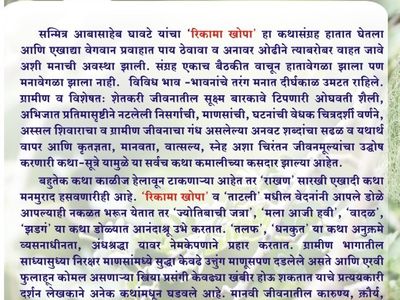 सन्मित्र आबासाहेब घावटे यांचा 'रिकामा खोपा' हा कथासंग्रह हातात घेतला
आणि एखाद्या वेगवान प्रवाहात पाय ठेवावा व अनावर ओढीने त्याबरोबर वाहत जावे
अशी मनाची अवस्था झाली. संग्रह एकाच बैठकीत वाचून हातावेगळा झाला पण
मनावेगळा झाला नाही. विविध भाव -भावनांचे तरंग मनात दीर्घकाळ उमटत राहिले.
ग्रामीण व विशेषतः शेतकरी जीवनातील सूक्ष्म बारकावे टिपणारी ओघवती शैली,
अभिजात प्रतिमासृष्टीने नटलेली निसर्गाची, माणसांची, घटनांची वेधक चित्रदर्शी वर्णने,
अस्सल शिवाराचा व ग्रामीण जीवनाचा गंध असलेल्या अनवट शब्दांचा सढळ व यथार्थ
वापर आणि कृतज्ञता, मानवता, वात्सल्य, स्नेह अशा चिरंतन जीवनमूल्यांचा उद्घोष
करणारी कथा-सूत्रे यामुळे या सर्वच कथा कमालीच्या कसदार झाल्या आहेत.
बहुतेक कथा काळीज हेलावून टाकणाऱ्या आहेत तर 'राखण' सारखी एखादी कथा
मनमुराद हसवणारीही आहे. 'रिकामा खोपा' व 'ताटली' मधील वेदनांनी आपले डोळे
आपल्याही नकळत भरून येतात तर 'ज्योतिबाची जत्रा', 'मला आजी हवी', 'वादळ',
'झडगं' या कथा डोळ्यात आनंदाश्रू उभे करतात. 'तलफ', 'धनकुत' या कथा अनुक्रमे
व्यसनाधीनता, अंधश्रद्धा यावर नेमकेपणाने प्रहार करतात. ग्रामीण भागातील
साध्यासुध्या निरक्षर माणसांमध्ये सुद्धा केवढे उत्तुंग माणूसपण दडलेले असते आणि एरवी
फुलाहून कोमल असणाऱ्या स्त्रिया प्रसंगी केवढ्या खंबीर होऊ शकतात याचे प्रत्ययकारी
दर्शन लेखकाने अनेक कथांमधून घडवले आहे. मानवी जीवनातील कारुण्य, क्रौर्य,